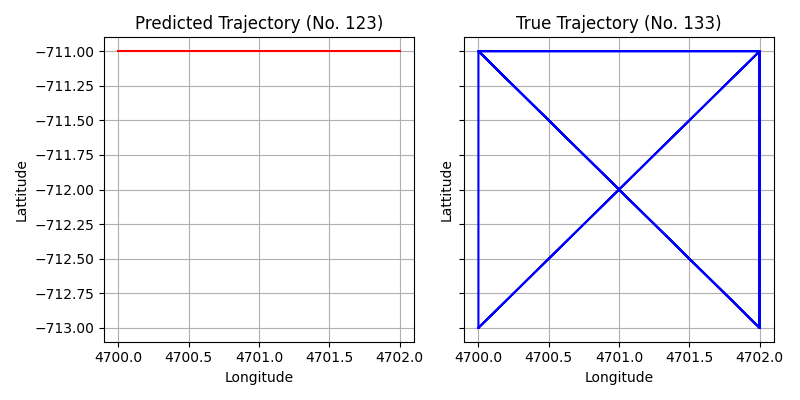 Predicted Trajectory (No. 123)
True Trajectory (No. 133)
−711.00
−711.25
−711.50
−711.75
−712.00
−712.25
−712.50
−712.75
−713.00
Lattitude
Lattitude
4700.0 4700.5 4701.0 4701.5 4702.0
4700.0 4700.5 4701.0 4701.5 4702.0
Longitude
Longitude